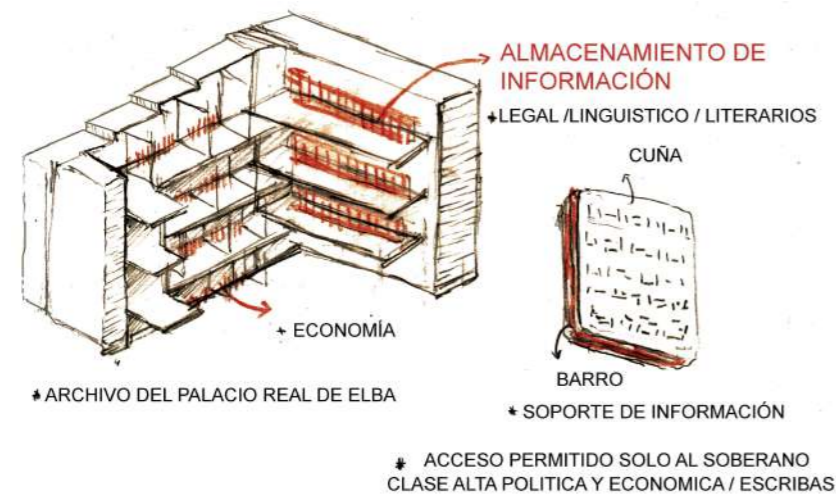 ALMACENAMIENTO DE
INFORMACIÓN
*LEGAL /LINGUISTICO / LITERARIOS
CUÑA
+ ECONOMÍA
BARRO
* ARCHIVO DEL PALACIO REAL DE ELBA
* SOPORTE DE INFORMACIÓN
* ACCESO PERMITIDO SOLO AL SOBERANO
CLASE ALTA POLITICA Y ECONOMICA / ESCRIBAS